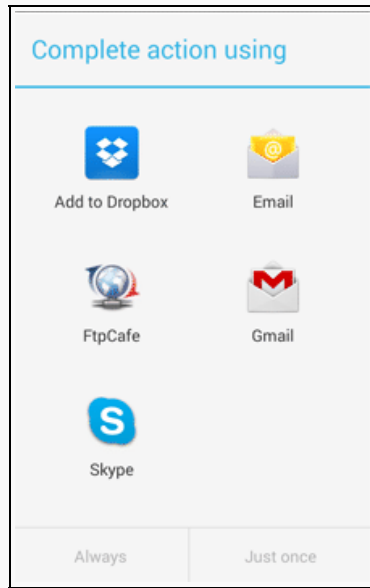 Complete action using
Add to Dropbox
Email
@
FtpCafe
Gmail
S
Skype
Always
Just once